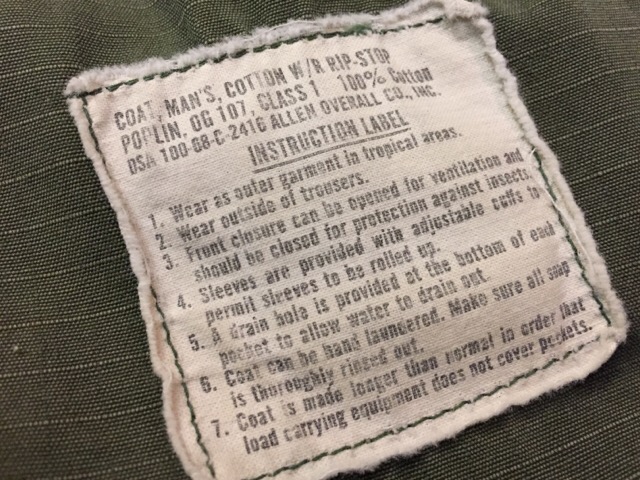 COAT, MAN'S, COTTON W/R RIP-STOP
POPLIN, OG 107, CLASS 1 100% Cotton
DSA 100-68-C-2416 ALLEN OVERALL CO., INC.
INSTRUCTION LABEL
1. Wear as outer garment in tropical areas.
2. Wear outside of trousers.
3. Front closure can be opened for ventilation and
should be closed for protection against insects.
4. Sleeves are provided with adjustable cuffs to
permit sleeves to be rolled up.
5. A drain hole is provided at the bottom of each
pocket to allow water to drain out.
6. Coat can be hand laundered. Make sure all soap
is thoroughly rinsed out.
7. Coat is made longer than normal in order that
load carrying equipment does not cover pockets.